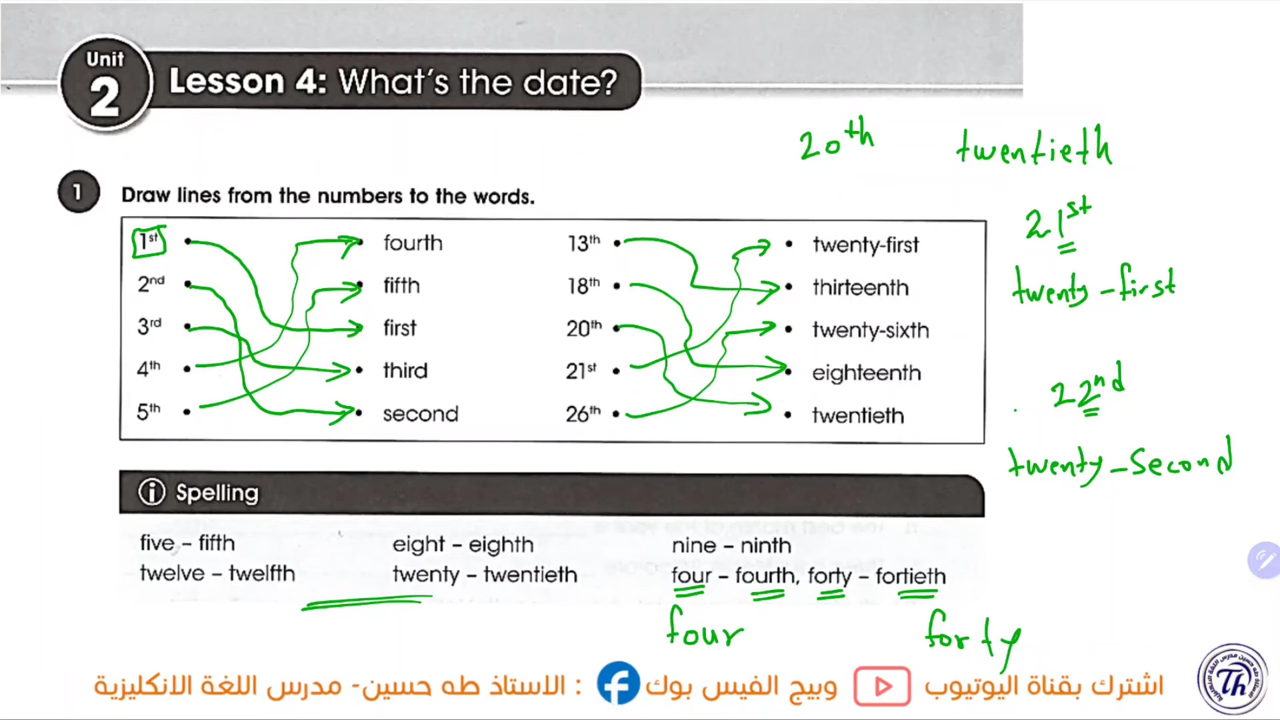 Unit
2
Lesson 4: What's the date?
20th twentieth
1 Draw lines from the numbers to the words.
1st fourth 13th twenty-first
2nd fifth 18th thirteenth
3rd first 20th twenty-sixth
4th third 21st eighteenth
5th second 26th twentieth
21st
twenty-first
22nd
twenty-second
i Spelling
five – fifth eight – eighth nine – ninth
twelve – twelfth twenty – twentieth four – fourth, forty – fortieth
four forty
اشترك بقناة اليوتيوب وبيج الفيس بوك : الاستاذ طه حسين- مدرس اللغة الانكليزية
Th